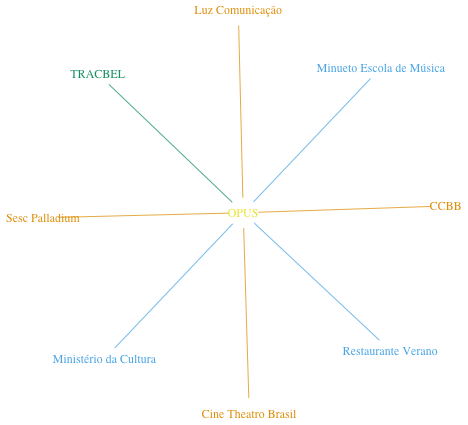 Luz Comunicação
Minueto Escola de Música
TRACBEL
CCBB
OPUS
Sesc Palladium
Restaurante Verano
Ministério da Cultura
Cine Theatro Brasil